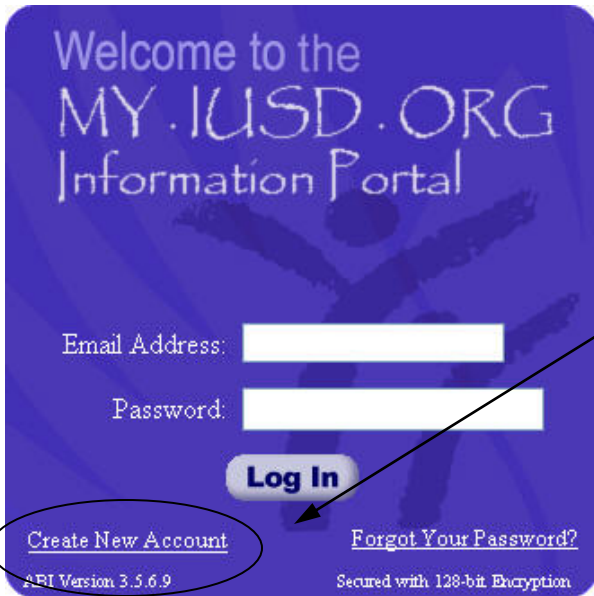 Welcome to the
MY.IUSD.ORG
Information Portal
Email Address:
Password:
Log In
Create New Account
Forgot Your Password?
ABI Version 3.5.6.9
Secured with 128-bit Encryption